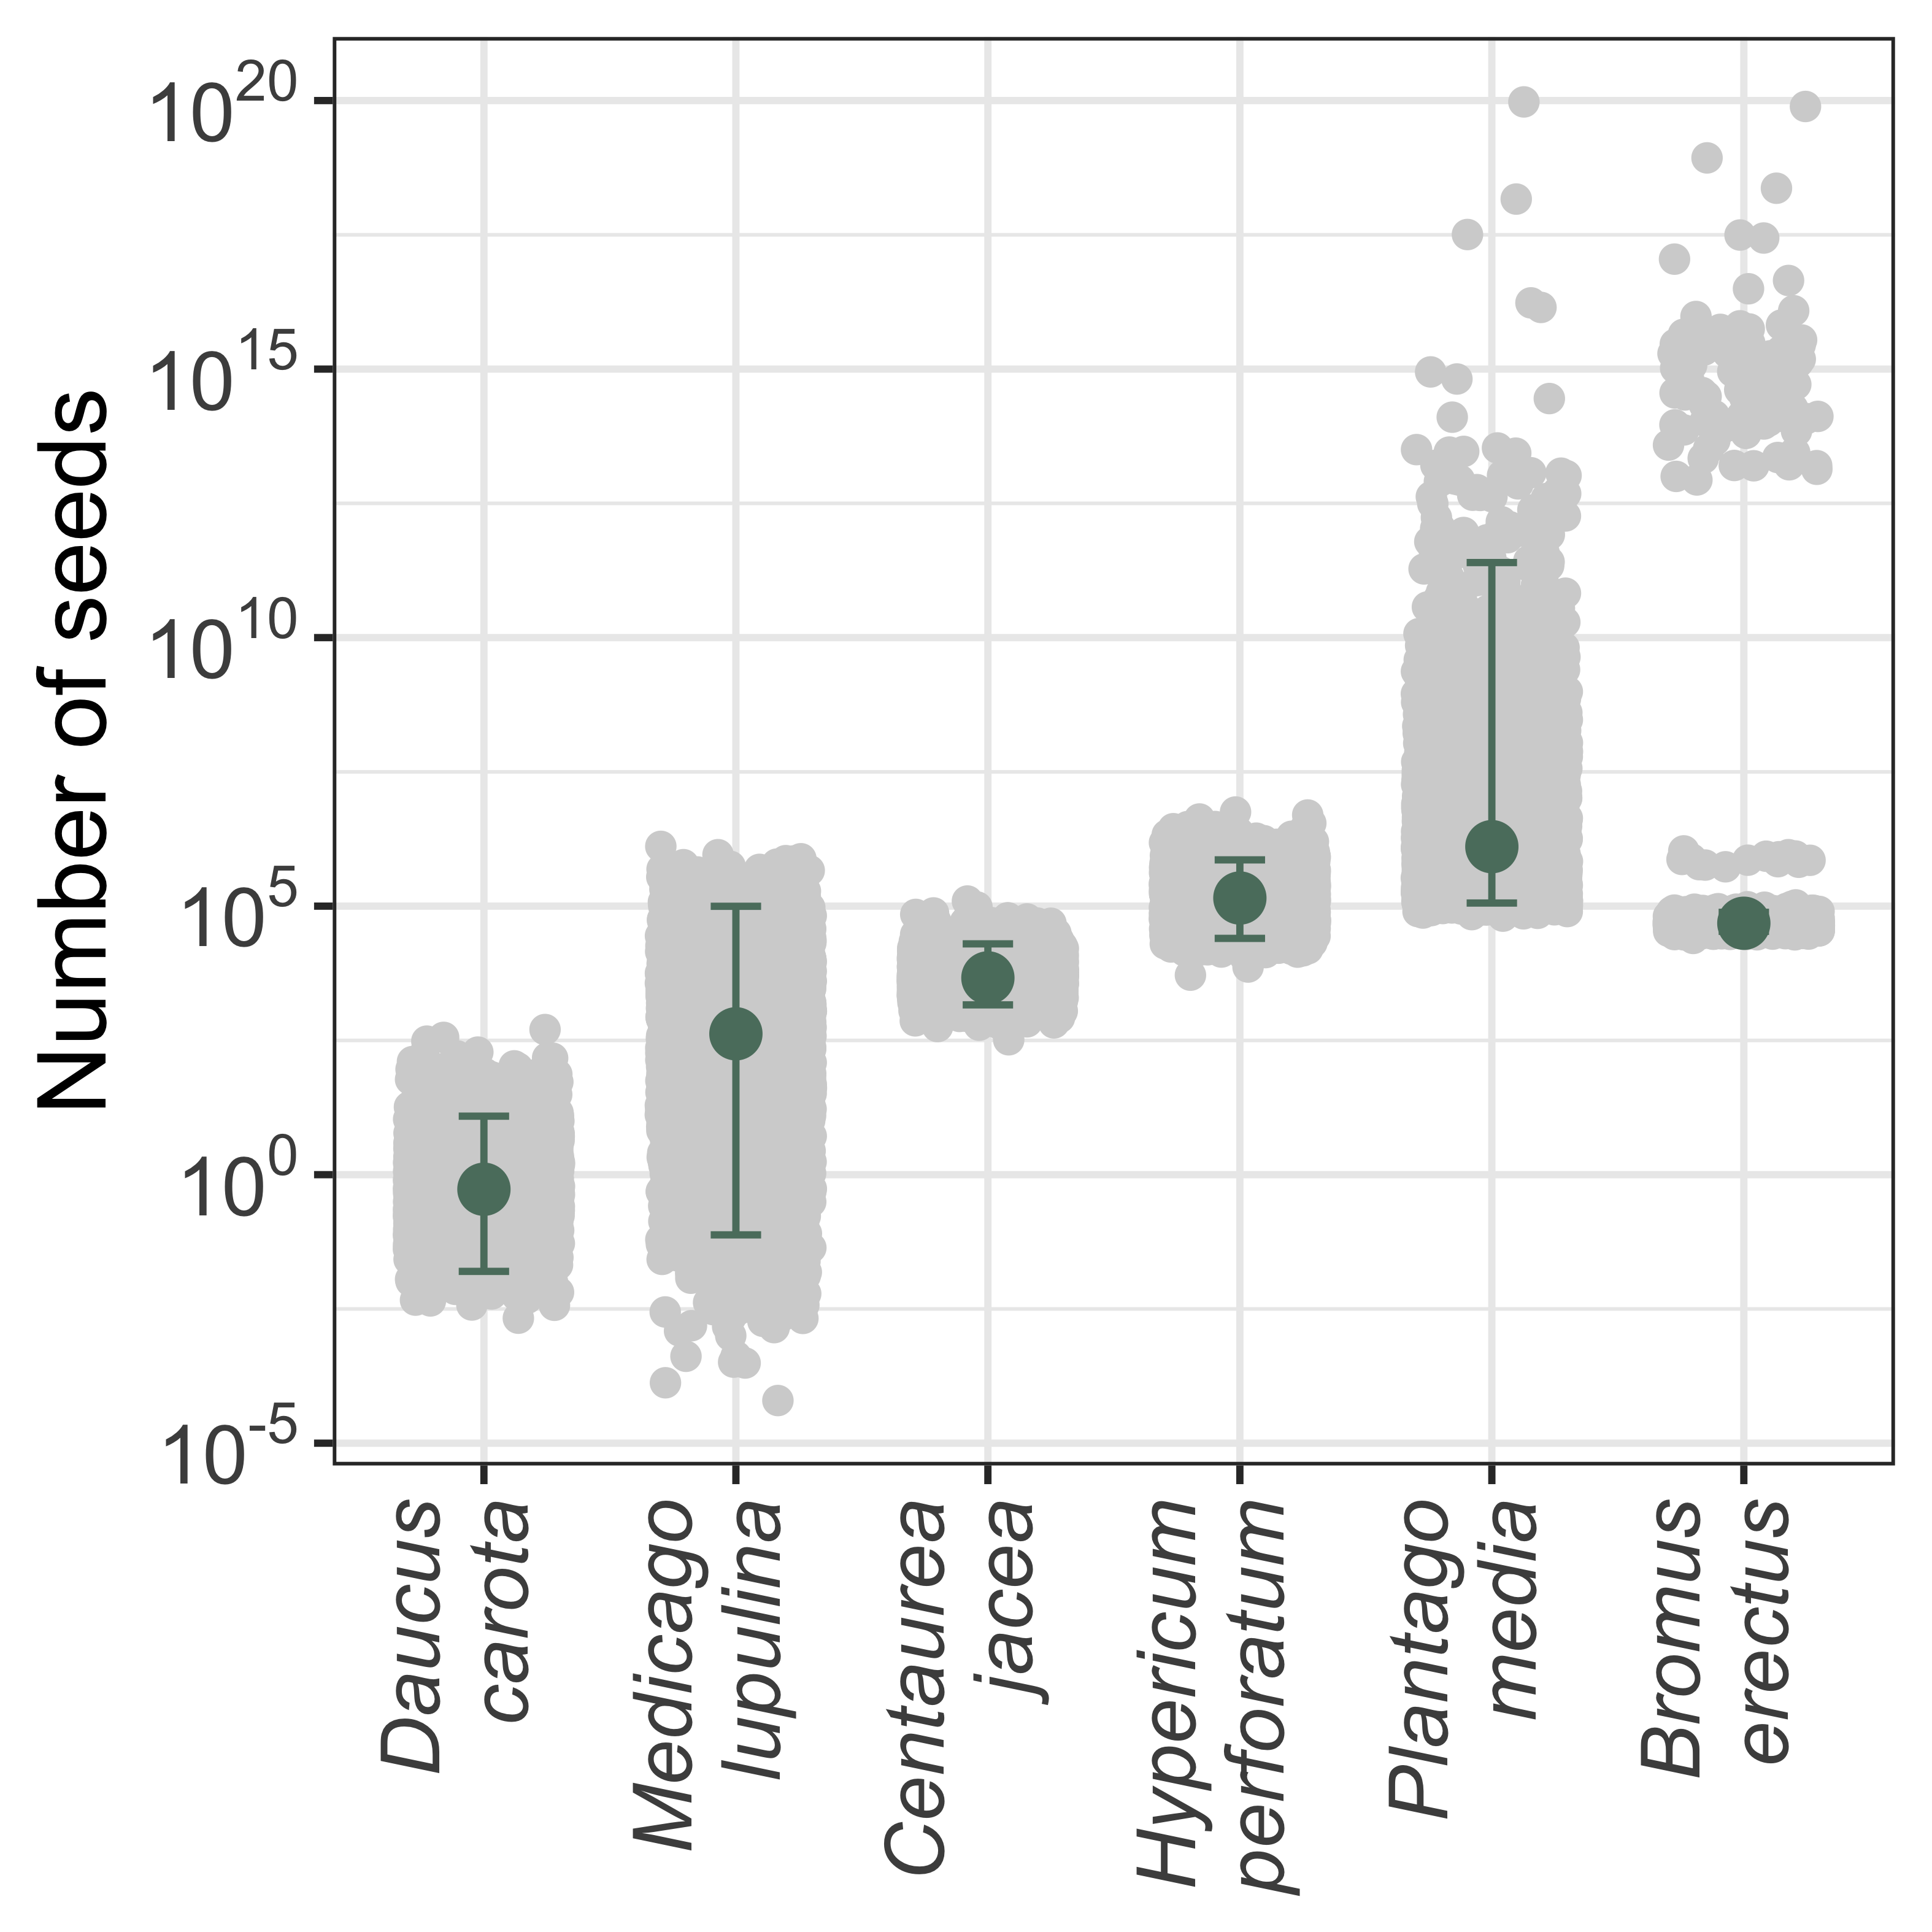 Number of seeds
10^20
10^15
10^10
10^5
10^0
10^-5
Daucus
carota
Medicago
lupulina
Centaurea
jacea
Hypericum
perforatum
Plantago
media
Bromus
erectus